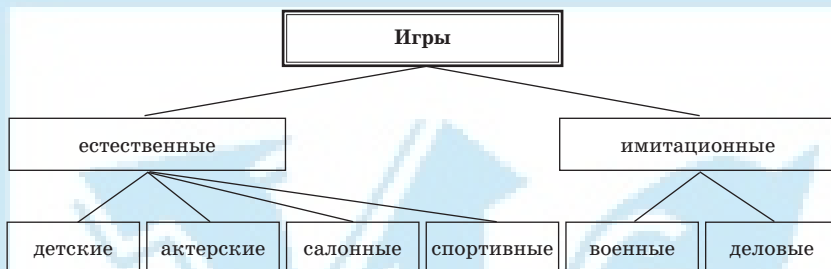 Игры
естественные имитационные
детские актерские салонные спортивные военные деловые